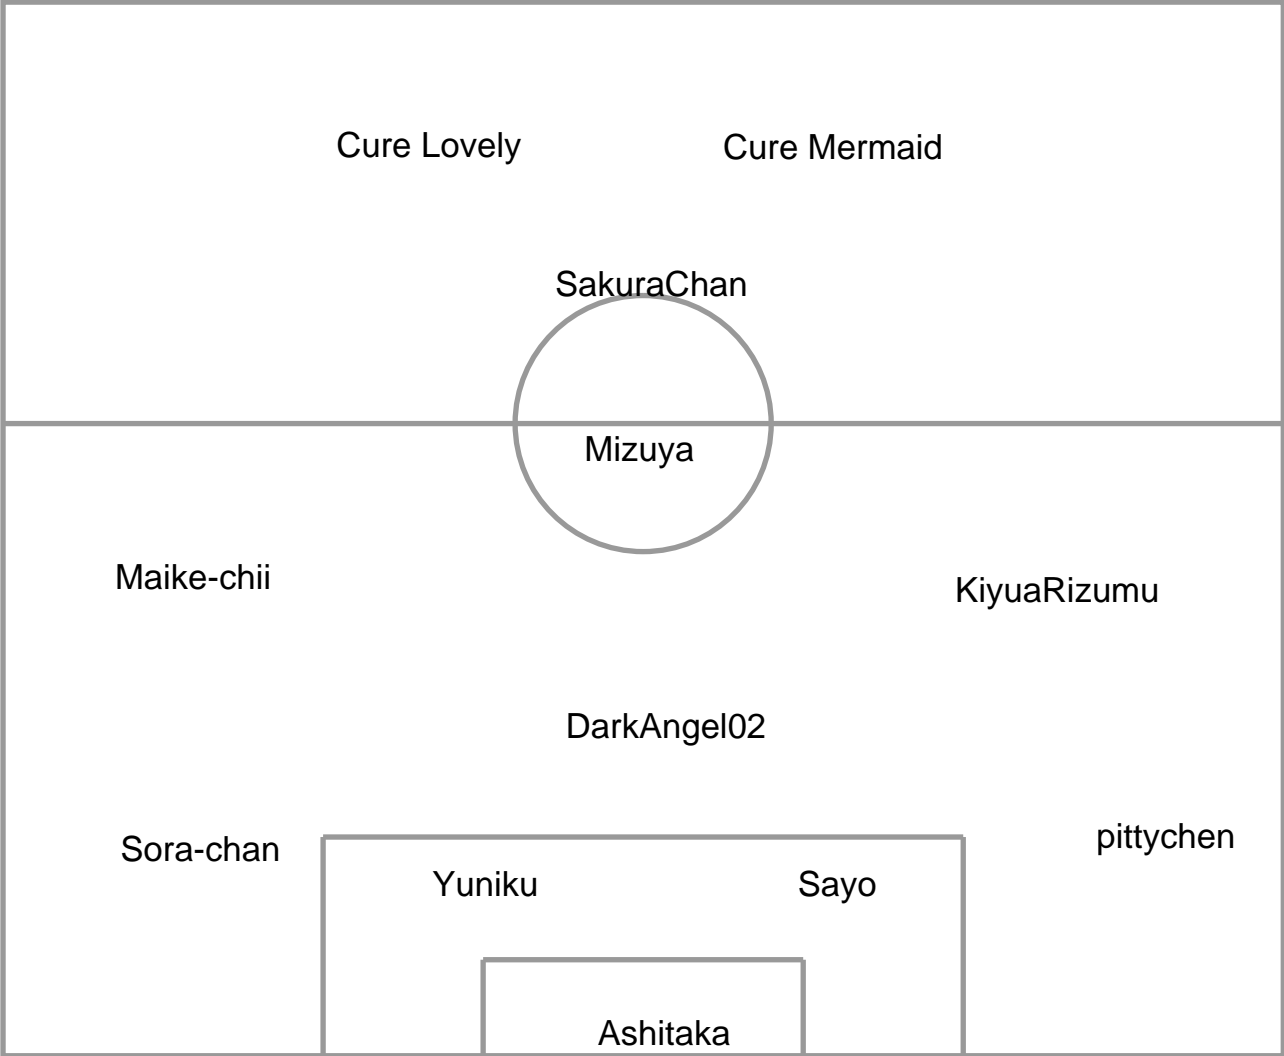 Cure Lovely
Cure Mermaid
SakuraChan
Mizuya
Maike-chii
KiyuaRizumu
DarkAngel02
Sora-chan
pittychen
Yuniku
Sayo
Ashitaka